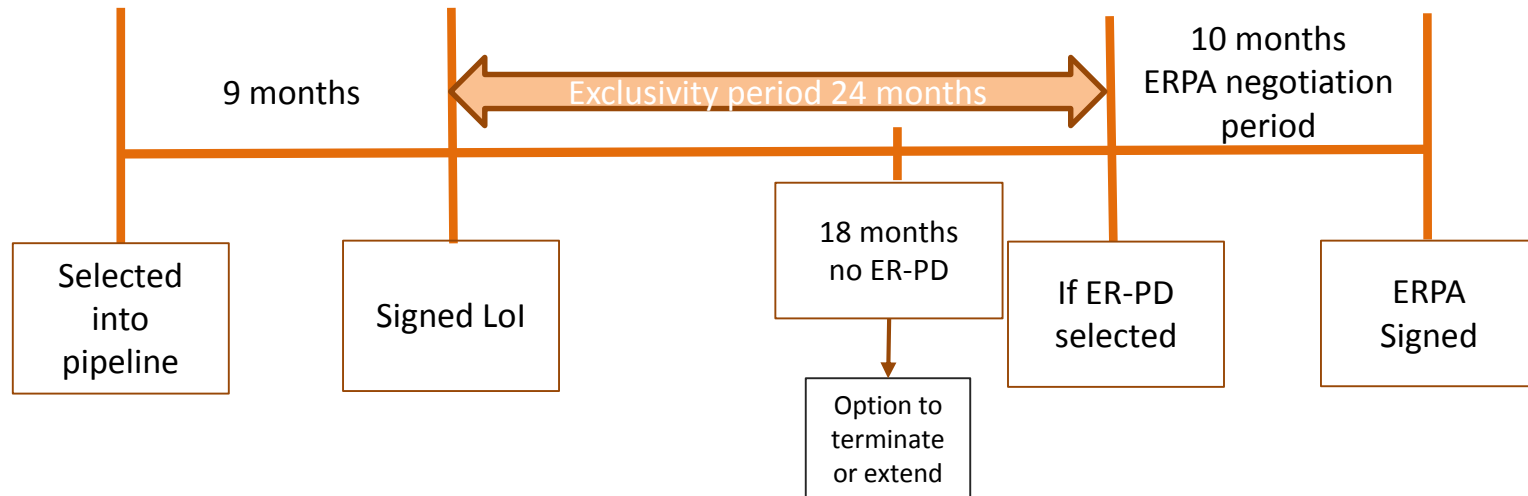 9 months
Exclusivity period 24 months
10 months
ERPA negotiation
period
Selected
into
pipeline
Signed LoI
18 months
no ER-PD
Option to
terminate
or extend
If ER-PD
selected
ERPA
Signed